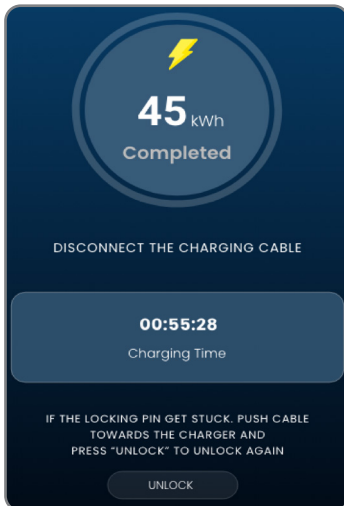 45 kWh
Completed
DISCONNECT THE CHARGING CABLE
00:55:28
Charging Time
IF THE LOCKING PIN GET STUCK. PUSH CABLE
TOWARDS THE CHARGER AND
PRESS “UNLOCK” TO UNLOCK AGAIN
UNLOCK